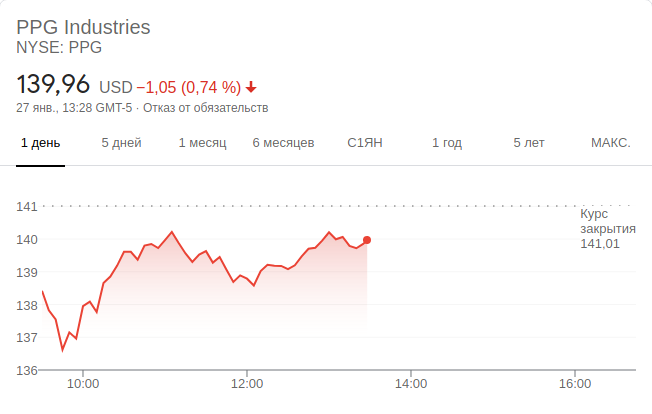 PPG Industries
NYSE: PPG
139,96 USD −1,05 (0,74 %)
27 янв., 13:28 GMT-5 · Отказ от обязательств
1 день 5 дней 1 месяц 6 месяцев С1ЯН 1 год 5 лет МАКС.
141
Курс
закрытия
141,01
140
139
138
137
136
10:00 12:00 14:00 16:00